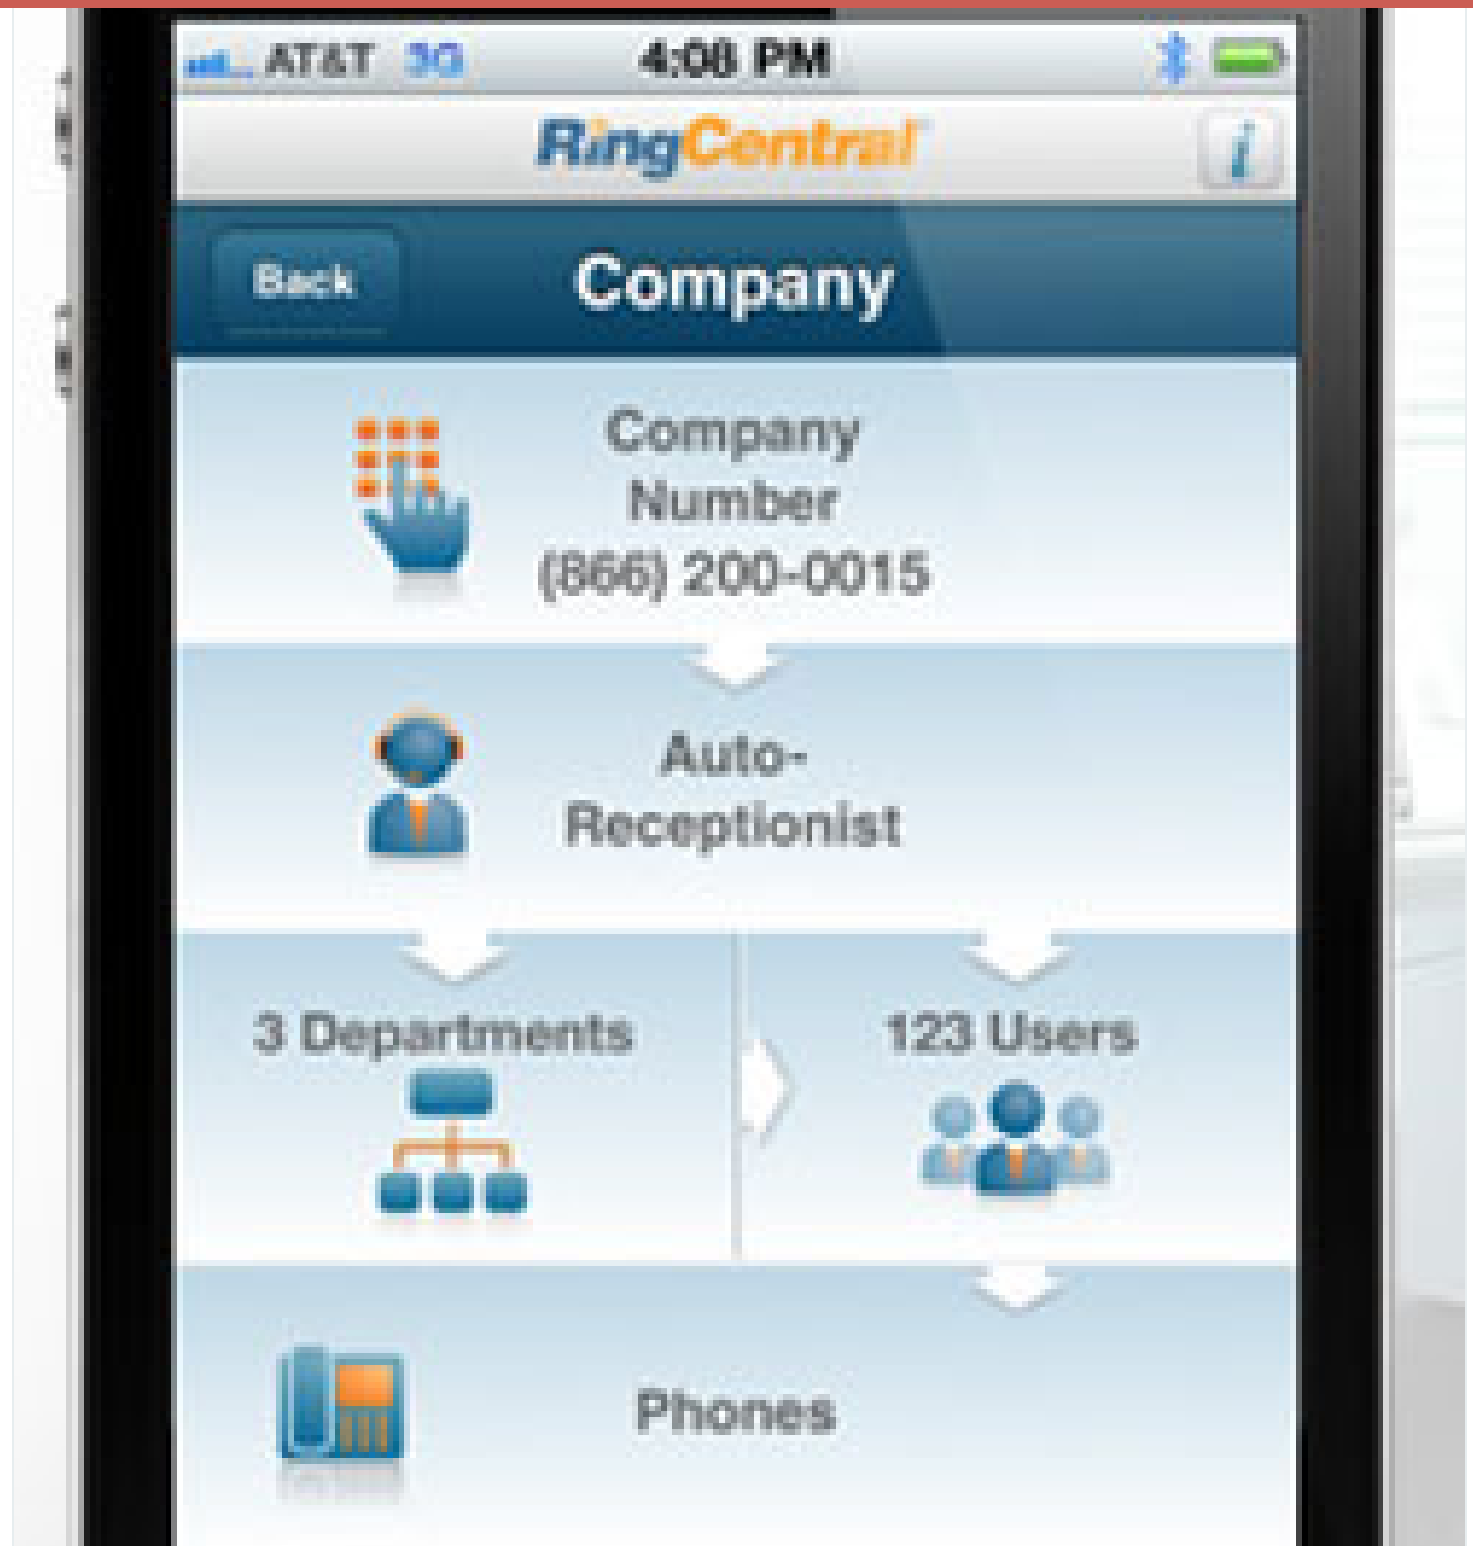 AT&T 3G 4:08 PM
RingCentral
i
Back Company
Company
Number
(866) 200-0015
Auto-
Receptionist
3 Departments 123 Users
Phones